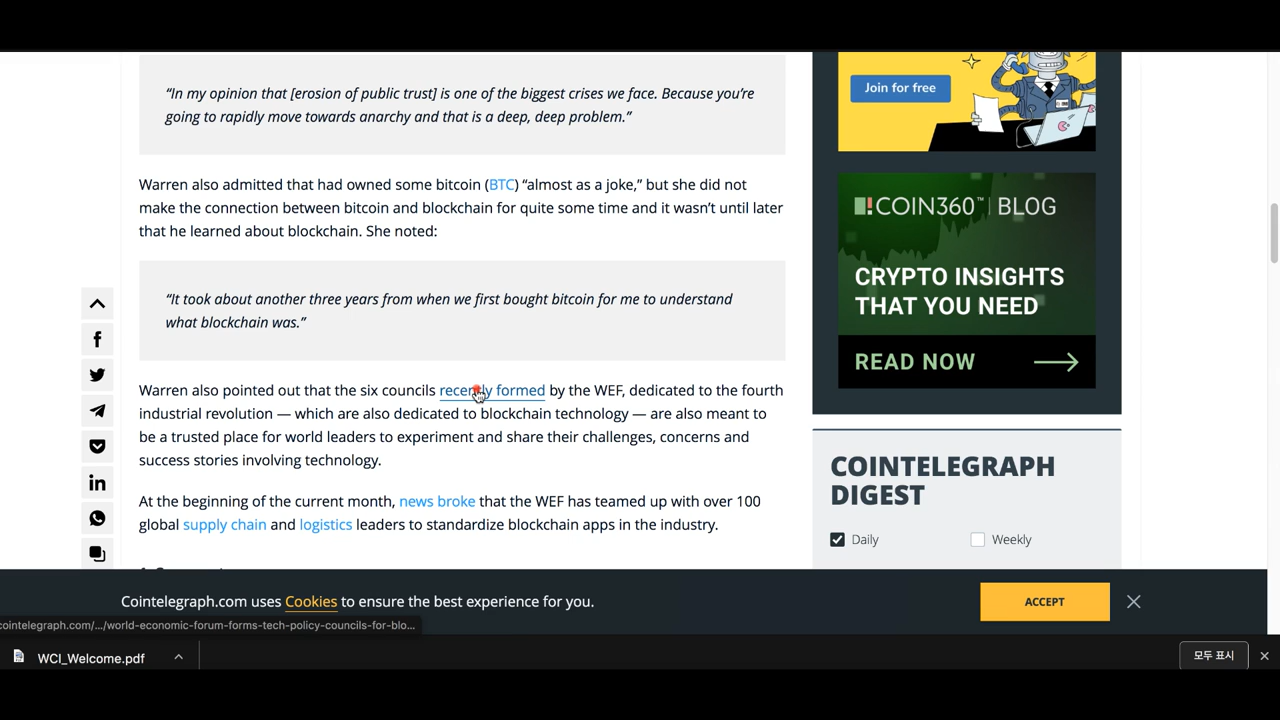 “In my opinion that [erosion of public trust] is one of the biggest crises we face. Because you’re
going to rapidly move towards anarchy and that is a deep, deep problem.”
Warren also admitted that had owned some bitcoin (BTC) “almost as a joke,” but she did not
make the connection between bitcoin and blockchain for quite some time and it wasn’t until later
that he learned about blockchain. She noted:
“It took about another three years from when we first bought bitcoin for me to understand
what blockchain was.”
Warren also pointed out that the six councils recently formed by the WEF, dedicated to the fourth
industrial revolution — which are also dedicated to blockchain technology — are also meant to
be a trusted place for world leaders to experiment and share their challenges, concerns and
success stories involving technology.
At the beginning of the current month, news broke that the WEF has teamed up with over 100
global supply chain and logistics leaders to standardize blockchain apps in the industry.
Join for free
COIN360™ | BLOG
CRYPTO INSIGHTS
THAT YOU NEED
READ NOW
COINTELEGRAPH
DIGEST
Daily
Weekly
Cointelegraph.com uses Cookies to ensure the best experience for you.
ACCEPT
cointelegraph.com/.../world-economic-forum-forms-tech-policy-councils-for-blo...
WCI_Welcome.pdf
모두 표시